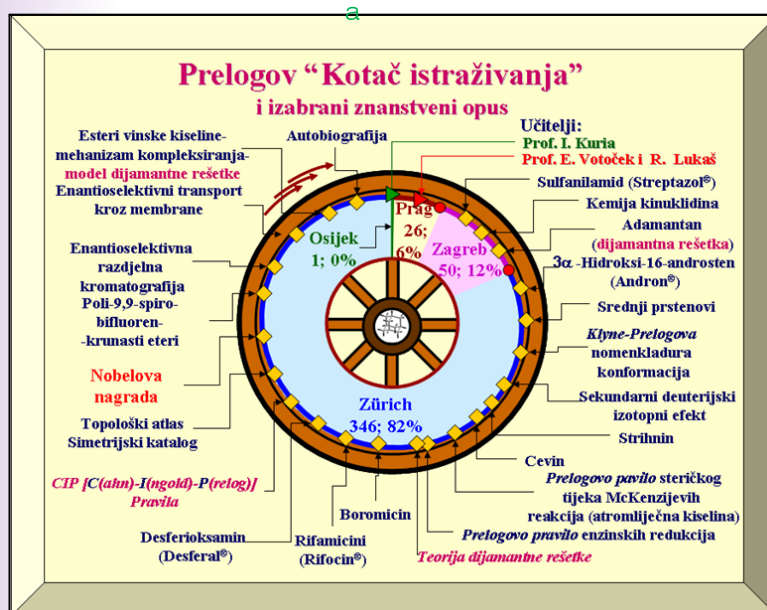 a
Prelogov “Kotač istraživanja”
i izabrani znanstveni opus
Učitelji:
Prof. I. Kuria
Prof. E. Votoček i R. Lukaš
Esteri vinske kiseline-
mehanizam kompleksiranja-
model dijamantne rešetke
Enantioselektivni transport
kroz membrane
Enantioselektivna
razdjelna
kromatografija
Poli-9,9-spiro-
bifluoren-
-krunasti eteri
Nobelova
nagrada
Topološki atlas
Simetrijski katalog
CIP [C(ahn)-I(ngold)-P(relog)]
Pravila
Desferioksamin
(Desferal®)
Autobiografija
Osijek
1; 0%
Prag
26;
6%
Zagreb
50; 12%
Zürich
346; 82%
Sulfanilamid (Streptazol®)
Kemija kinuklidina
Adamantan
(dijamantna rešetka)
3α -Hidroksi-16-androsten
(Andron®)
Srednji prstenovi
Klyne-Prelogova
nomenkladura
konformacija
Sekundarni deuterijski
izotopni efekt
Strihnin
Cevin
Prelogovo pavilo steričkog
tijeka McKenzijevih
reakcija (atromliječna kiselina)
Prelogovo pravilo enzinskih redukcija
Teorija dijamantne rešetke
Boromicin
Rifamicini
(Rifocin®)